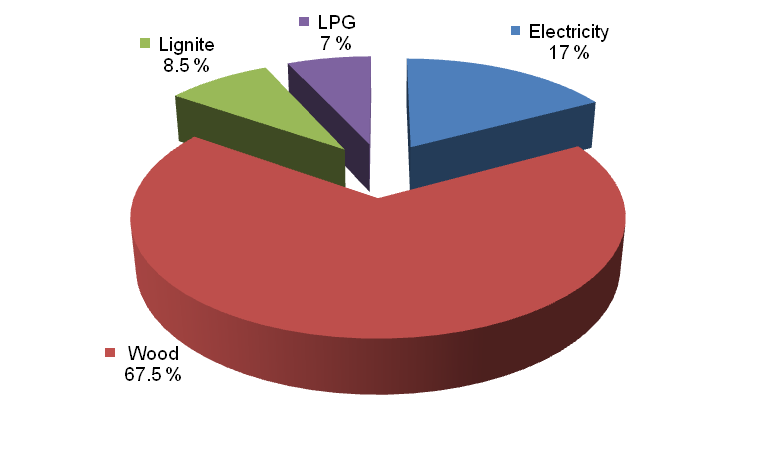 LPG
7 %
Electricity
17 %
Lignite
8.5 %
Wood
67.5 %